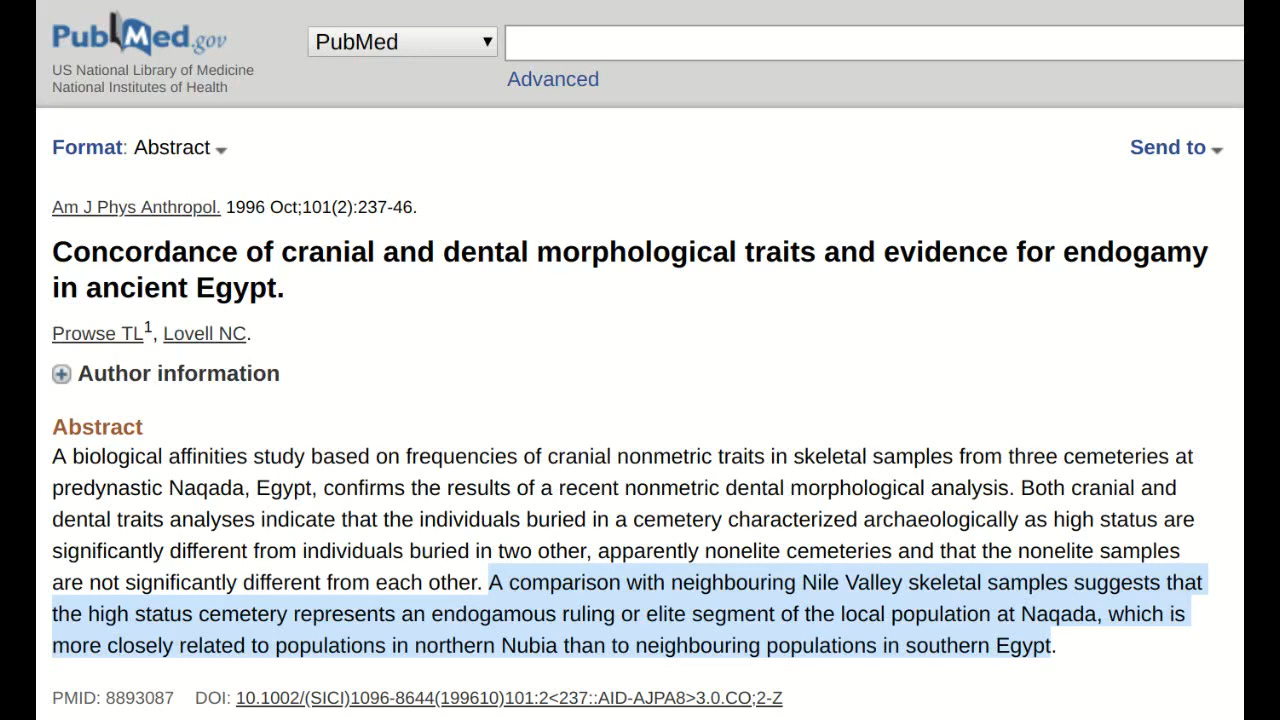 PubMed.gov
US National Library of Medicine
National Institutes of Health
PubMed
Advanced
Format: Abstract
Send to
Am J Phys Anthropol. 1996 Oct;101(2):237-46.
Concordance of cranial and dental morphological traits and evidence for endogamy
in ancient Egypt.
Prowse TL1, Lovell NC.
Author information
Abstract
A biological affinities study based on frequencies of cranial nonmetric traits in skeletal samples from three cemeteries at
predynastic Naqada, Egypt, confirms the results of a recent nonmetric dental morphological analysis. Both cranial and
dental traits analyses indicate that the individuals buried in a cemetery characterized archaeologically as high status are
significantly different from individuals buried in two other, apparently nonelite cemeteries and that the nonelite samples
are not significantly different from each other. A comparison with neighbouring Nile Valley skeletal samples suggests that
the high status cemetery represents an endogamous ruling or elite segment of the local population at Naqada, which is
more closely related to populations in northern Nubia than to neighbouring populations in southern Egypt.
PMID: 8893087 DOI: 10.1002/(SICI)1096-8644(199610)101:2<237::AID-AJPA8>3.0.CO;2-Z